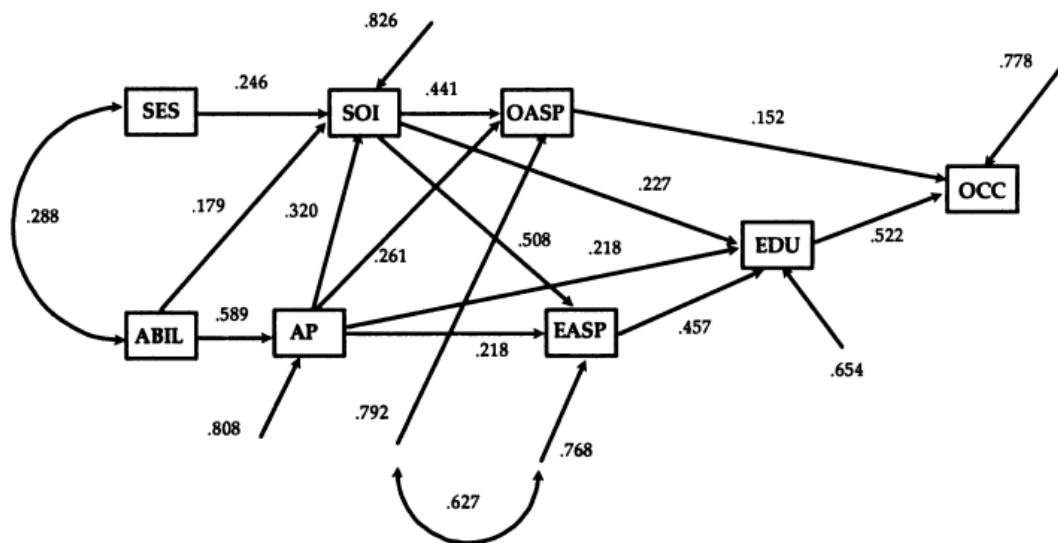 .826
.778
.246
.441
SES
SOI
OASP
.152
.227
OCC
.288
.179
.320
.218
EDU
.522
.508
.261
.589
ABIL
AP
EASP
.457
.218
.654
.792
.808
.768
.627